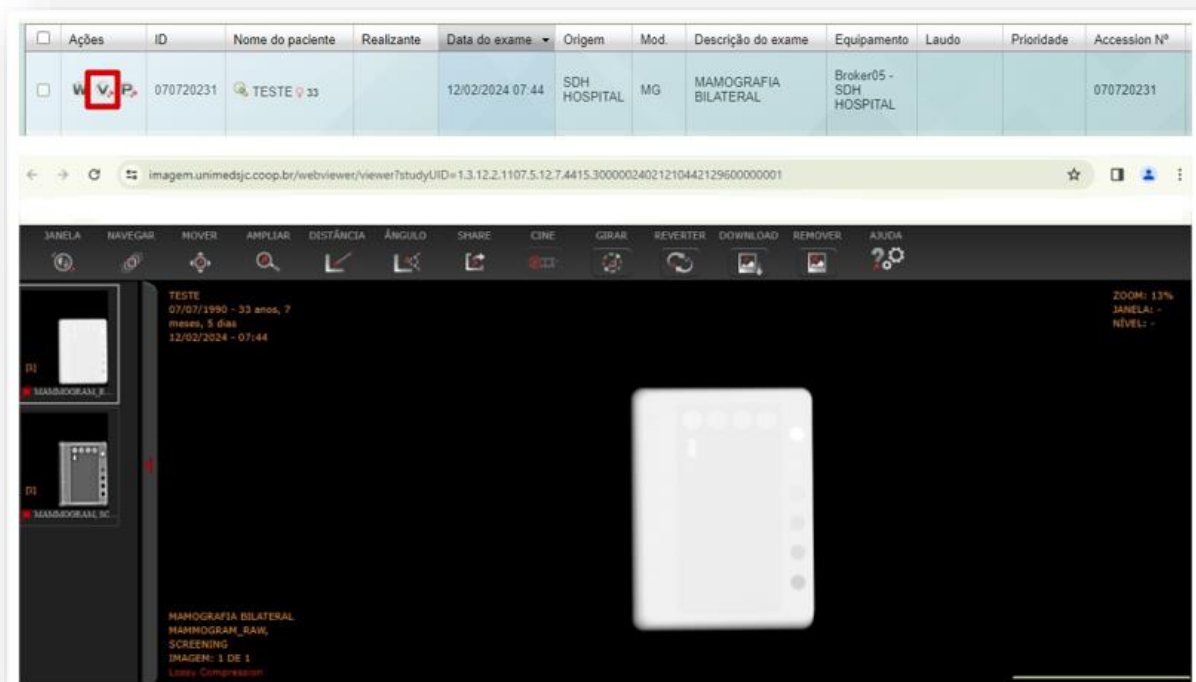 Ações ID Nome do paciente Realizante Data do exame Origem Mod. Descrição do exame Equipamento Laudo Prioridade Accession Nº
W V P 070720231 TESTE 33 12/02/2024 07:44 SDH HOSPITAL MG MAMOGRAFIA BILATERAL Broker05 - SDH HOSPITAL 070720231
imagem.unimedsjc.coop.br/webviewer/viewer?studyUID=1.3.12.2.1107.5.12.7.4415.30000024021210442129600000001
JANELA NAVEGAR MOVER AMPLIAR DISTÂNCIA ÂNGULO SHARE CINE GIRAR REVERTER DOWNLOAD REMOVER AJUDA
TESTE
07/07/1990 - 33 anos, 7
meses, 5 dias
12/02/2024 - 07:44
ZOOM: 13%
JANELA: -
NÍVEL: -
[1]
MAMMOGRAM_R...
[1]
MAMMOGRAM, SC...
MAMOGRAFIA BILATERAL
MAMMOGRAM_RAW,
SCREENING
IMAGEM: 1 DE 1
Lossy Compression